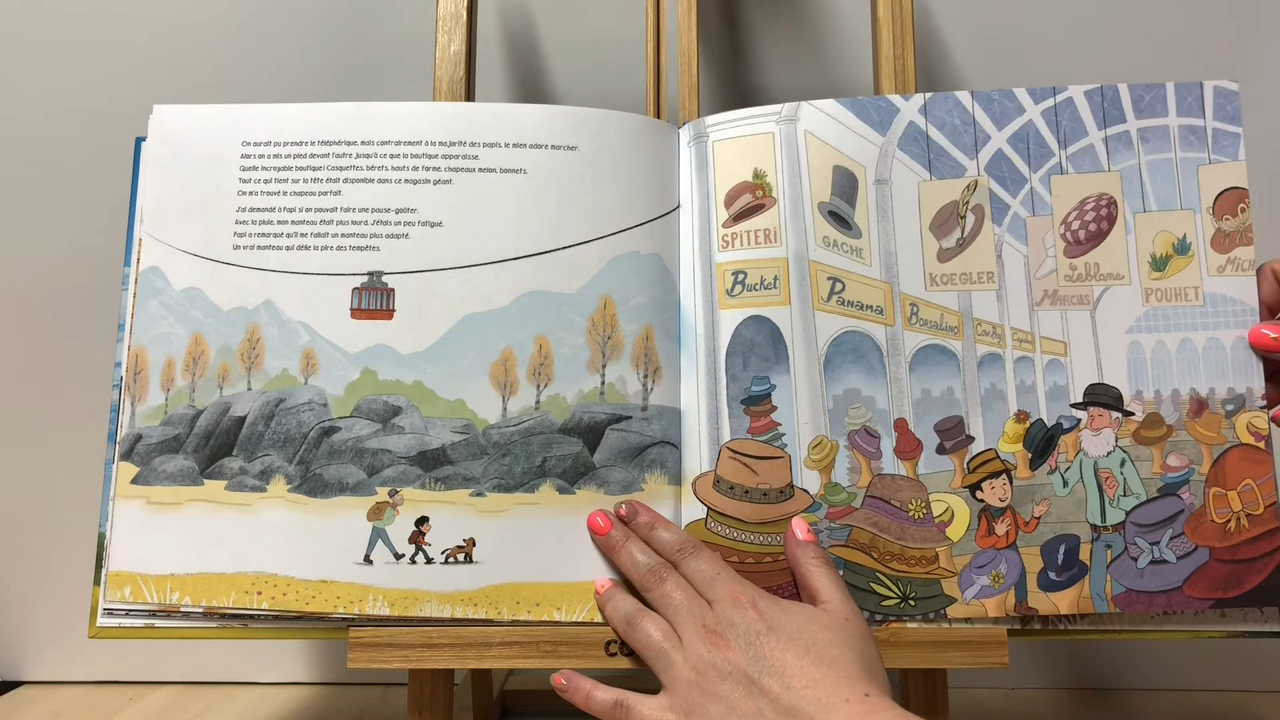 On aurait pu prendre le téléphérique, mais contrairement à la majorité des papis, le mien adore marcher.
Alors on a mis un pied devant l'autre jusqu'à ce que la boutique apparaisse.
Quelle incroyable boutique! Casquettes, bérets, hauts de forme, chapeaux melon, bonnets.
Tout ce qui tient sur la tête était disponible dans ce magasin géant.
On m'a trouvé le chapeau parfait.
J'ai demandé à Papi si on pouvait faire une pause-goûter.
Avec la pluie, mon manteau était plus lourd. J'étais un peu fatigué.
Papi a remarqué qu'il me fallait un manteau plus adapté.
Un vrai manteau qui défie la pire des tempêtes.
SPITERI
GACHE
KOEGLER
MARCUS
Leblanc
POUHET
MICH
Bucket
Panama
Borsalino
Cow Boy